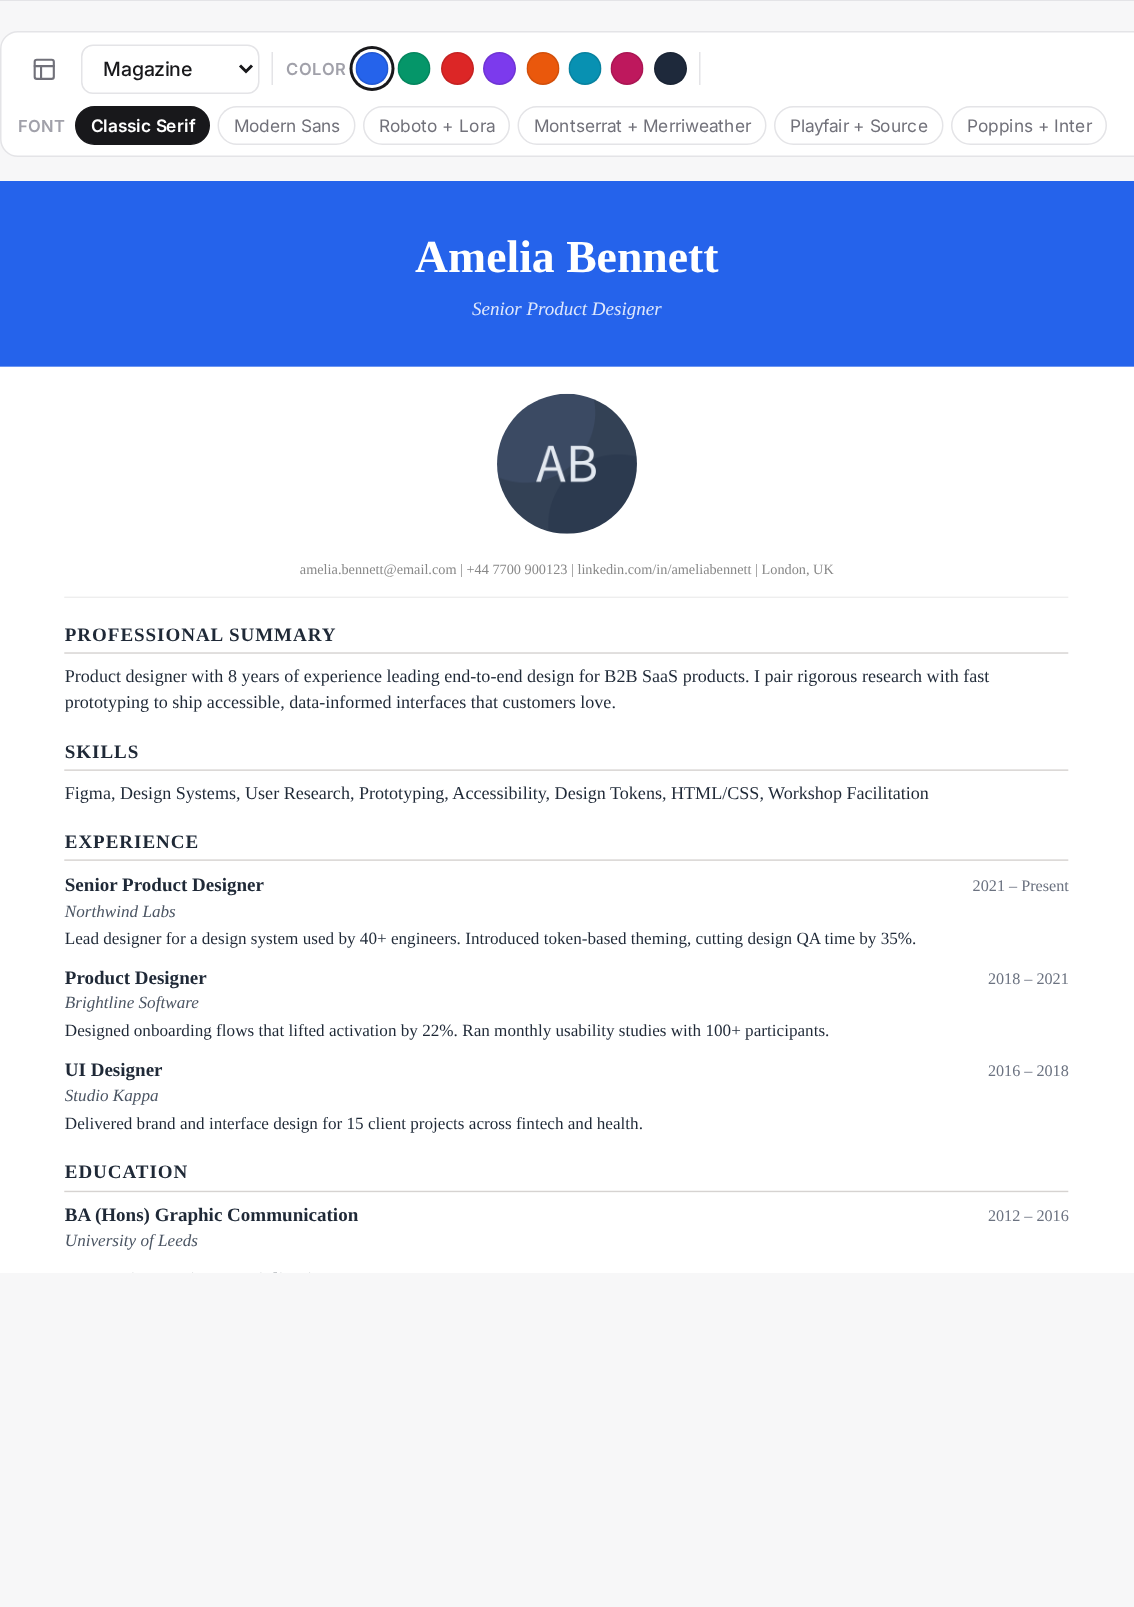 Magazine
COLOR
FONT Classic Serif Modern Sans Roboto + Lora Montserrat + Merriweather Playfair + Source Poppins + Inter
Amelia Bennett
Senior Product Designer
AB
amelia.bennett@email.com | +44 7700 900123 | linkedin.com/in/ameliabennett | London, UK
PROFESSIONAL SUMMARY
Product designer with 8 years of experience leading end-to-end design for B2B SaaS products. I pair rigorous research with fast
prototyping to ship accessible, data-informed interfaces that customers love.
SKILLS
Figma, Design Systems, User Research, Prototyping, Accessibility, Design Tokens, HTML/CSS, Workshop Facilitation
EXPERIENCE
Senior Product Designer 2021 – Present
Northwind Labs
Lead designer for a design system used by 40+ engineers. Introduced token-based theming, cutting design QA time by 35%.
Product Designer 2018 – 2021
Brightline Software
Designed onboarding flows that lifted activation by 22%. Ran monthly usability studies with 100+ participants.
UI Designer 2016 – 2018
Studio Kappa
Delivered brand and interface design for 15 client projects across fintech and health.
EDUCATION
BA (Hons) Graphic Communication 2012 – 2016
University of Leeds